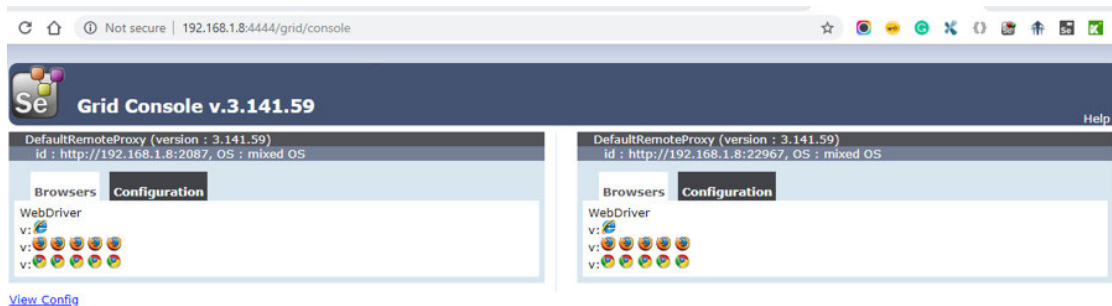 Not secure | 192.168.1.8:4444/grid/console
Se
Se
Grid Console v.3.141.59
Help
DefaultRemoteProxy (version : 3.141.59)
id : http://192.168.1.8:2087, OS : mixed OS
Browsers Configuration
WebDriver
v:
v:
v:
DefaultRemoteProxy (version : 3.141.59)
id : http://192.168.1.8:22967, OS : mixed OS
Browsers Configuration
WebDriver
v:
v:
v:
View Config